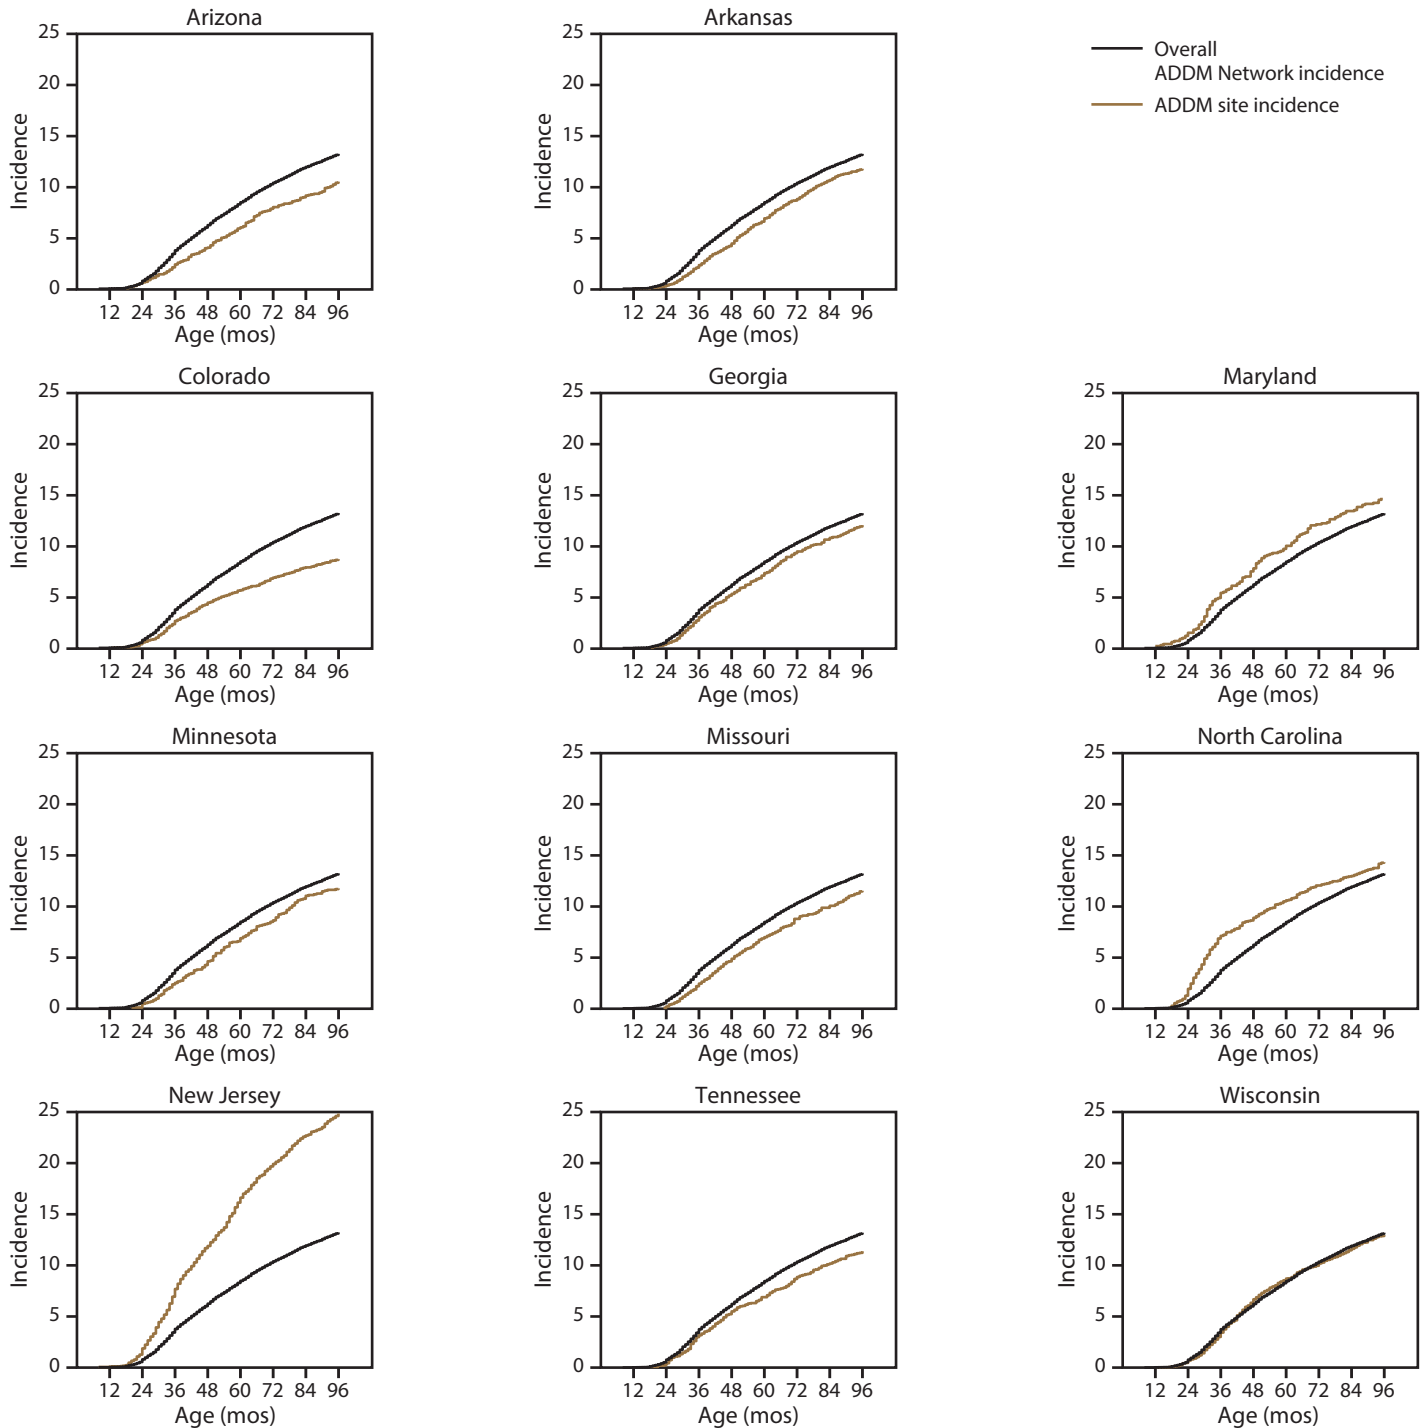 Arizona
25
20
15
10
5
0
Incidence
12 24 36 48 60 72 84 96
Age (mos)
Arkansas
25
20
15
10
5
0
Incidence
12 24 36 48 60 72 84 96
Age (mos)
Overall
ADDM Network incidence
ADDM site incidence
Colorado
25
20
15
10
5
0
Incidence
12 24 36 48 60 72 84 96
Age (mos)
Georgia
25
20
15
10
5
0
Incidence
12 24 36 48 60 72 84 96
Age (mos)
Maryland
25
20
15
10
5
0
Incidence
12 24 36 48 60 72 84 96
Age (mos)
Minnesota
25
20
15
10
5
0
Incidence
12 24 36 48 60 72 84 96
Age (mos)
Missouri
25
20
15
10
5
0
Incidence
12 24 36 48 60 72 84 96
Age (mos)
North Carolina
25
20
15
10
5
0
Incidence
12 24 36 48 60 72 84 96
Age (mos)
New Jersey
25
20
15
10
5
0
Incidence
12 24 36 48 60 72 84 96
Age (mos)
Tennessee
25
20
15
10
5
0
Incidence
12 24 36 48 60 72 84 96
Age (mos)
Wisconsin
25
20
15
10
5
0
Incidence
12 24 36 48 60 72 84 96
Age (mos)